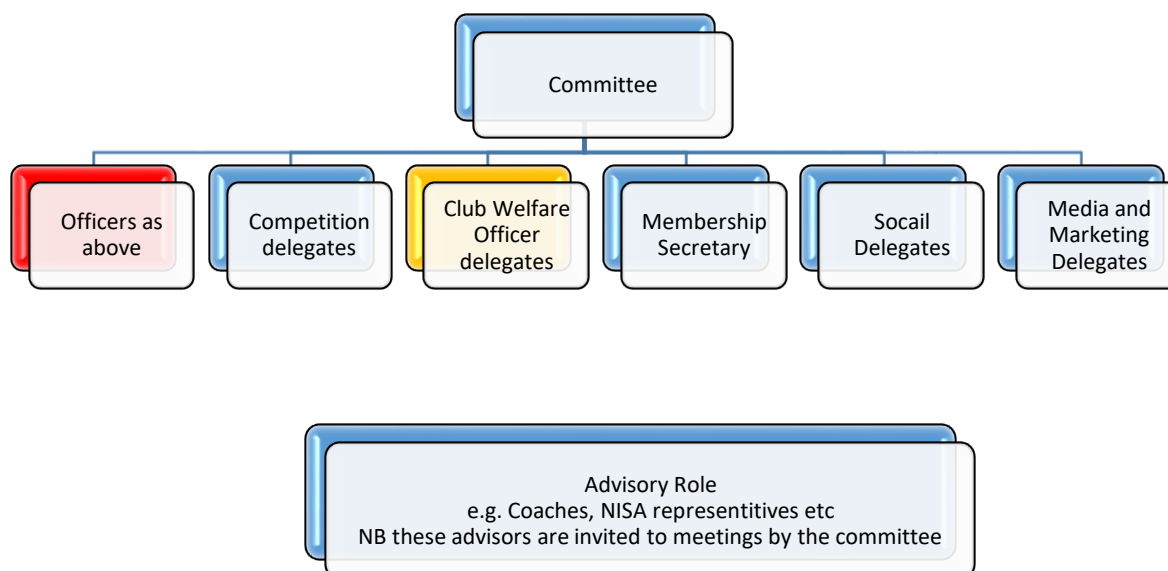 Committee
Officers as
above
Competition
delegates
Club Welfare
Officer
delegates
Membership
Secretary
Socail
Delegates
Media and
Marketing
Delegates
Advisory Role
e.g. Coaches, NISA representitives etc
NB these advisors are invited to meetings by the committee